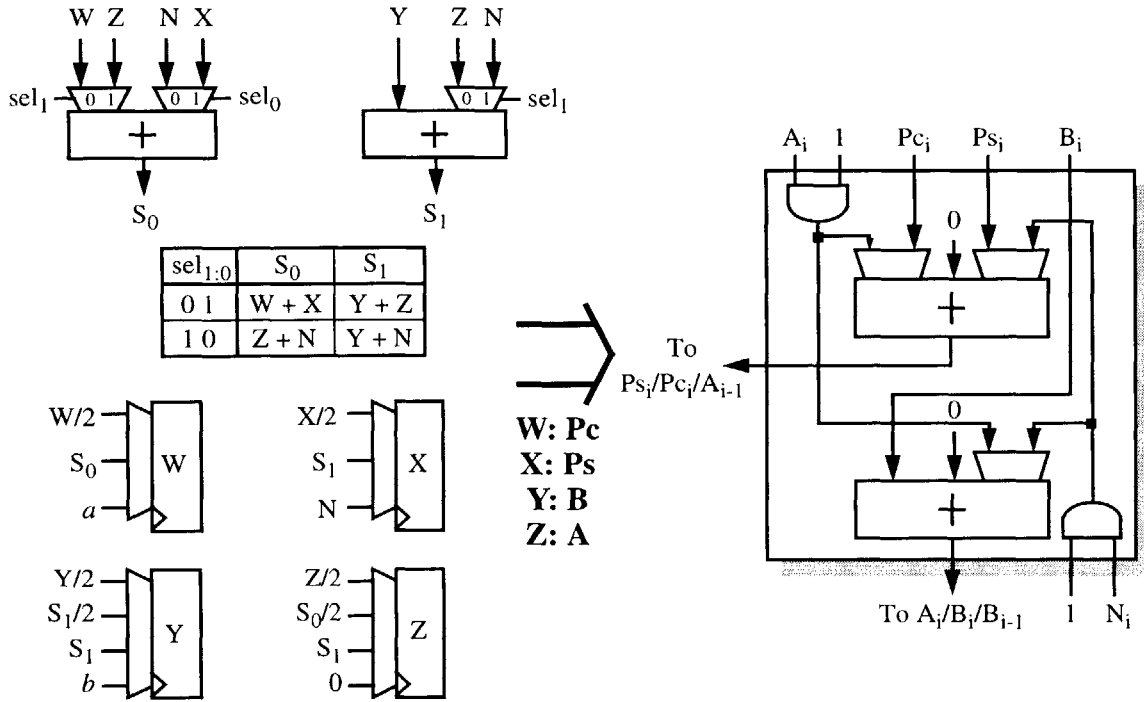 W Z N X
sel₁ 0 1 0 1 sel₀
+
S₀
Y Z N
0 1 sel₁
+
S₁
sel₁:₀ S₀ S₁
0 1 W + X Y + Z
1 0 Z + N Y + N
W/2
S₀
a
W
X/2
S₁
N
X
Y/2
S₁/2
S₁
b
Y
Z/2
S₀/2
S₁
0
Z
W: Pc
X: Ps
Y: B
Z: A
Aᵢ 1 Pcᵢ Psᵢ Bᵢ
0
+
To
Psᵢ/Pcᵢ/Aᵢ₋₁
0
+
To Aᵢ/Bᵢ/Bᵢ₋₁
1 Nᵢ